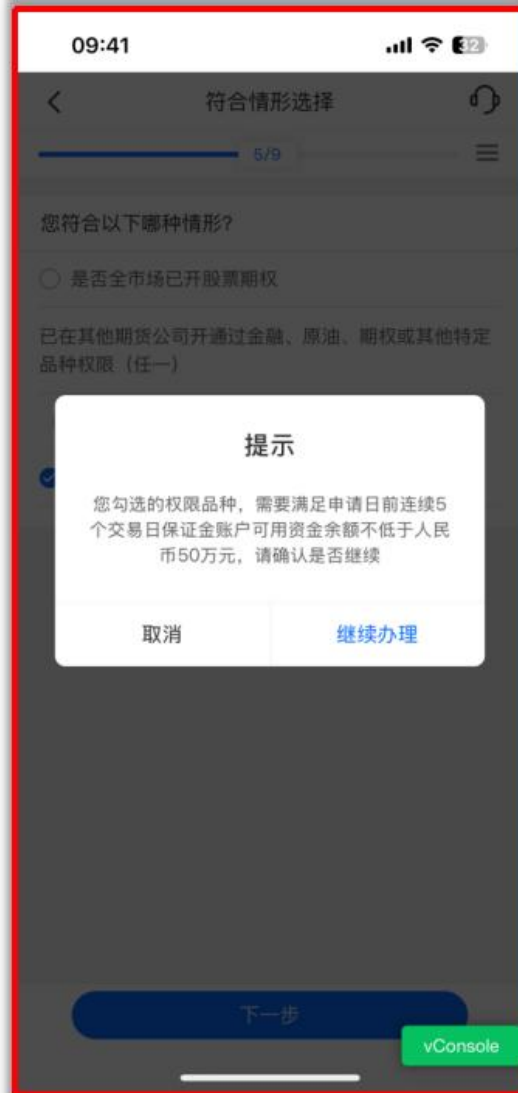 09:41
32
符合情形选择
5/9
您符合以下哪种情形?
是否全市场已开股票期权
已在其他期货公司开通过金融、原油、期权或其他特定
品种权限(任一)
提示
您勾选的权限品种，需要满足申请日前连续5
个交易日保证金账户可用资金余额不低于人民
币50万元，请确认是否继续
取消
继续办理
下一步
vConsole